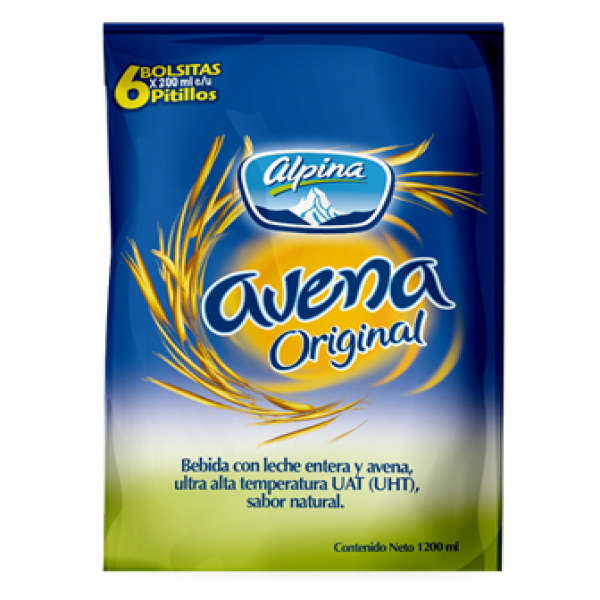 6 BOLSITAS
X 200 ml c/u
Pitillos
alpina
avena
Original
Bebida con leche entera y avena,
ultra alta temperatura UAT (UHT),
sabor natural.
Contenido Neto 1200 ml